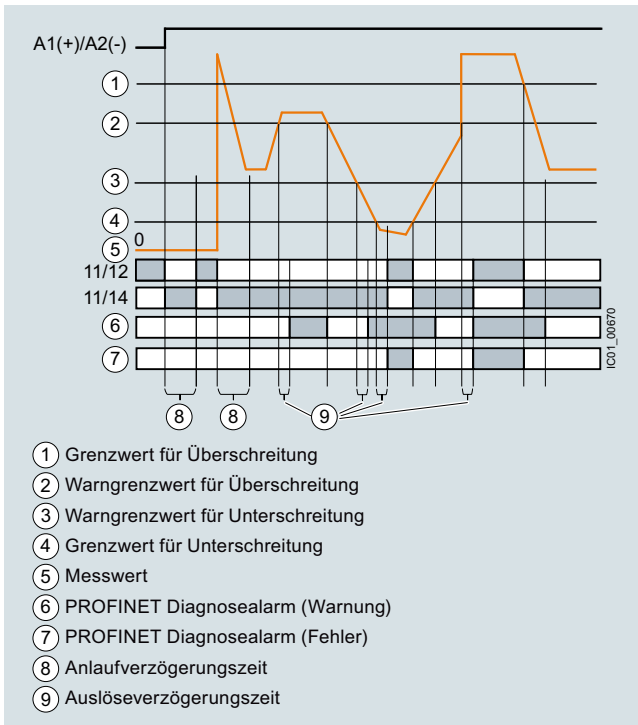 A1(+)/A2(-)
1
2
3
4
0
5
11/12
11/14
6
7
IC01_00670
8 8 9
1 Grenzwert für Überschreitung
2 Warngrenzwert für Überschreitung
3 Warngrenzwert für Unterschreitung
4 Grenzwert für Unterschreitung
5 Messwert
6 PROFINET Diagnosealarm (Warnung)
7 PROFINET Diagnosealarm (Fehler)
8 Anlaufverzögerungszeit
9 Auslöseverzögerungszeit